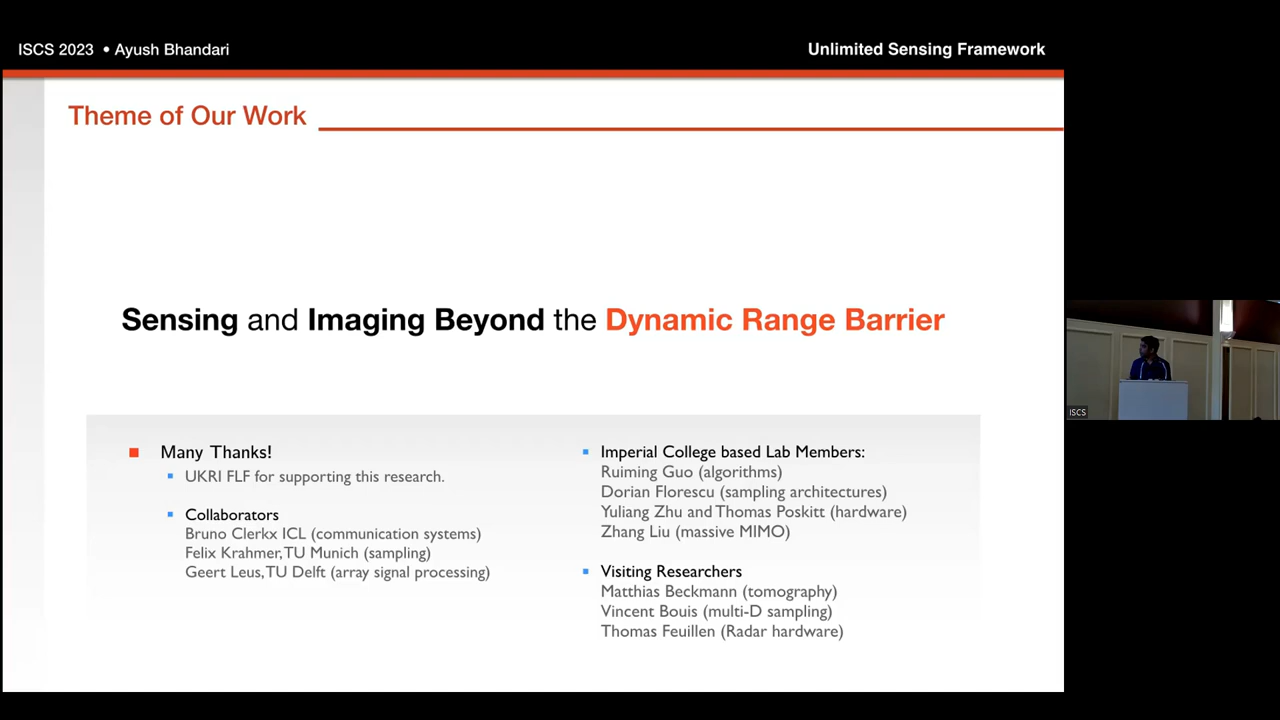 ISCS 2023 • Ayush Bhandari
Unlimited Sensing Framework
Theme of Our Work
Sensing and Imaging Beyond the Dynamic Range Barrier
Many Thanks!
UKRI FLF for supporting this research.
Collaborators
Bruno Clerkx ICL (communication systems)
Felix Krahmer, TU Munich (sampling)
Geert Leus, TU Delft (array signal processing)
Imperial College based Lab Members:
Ruiming Guo (algorithms)
Dorian Florescu (sampling architectures)
Yuliang Zhu and Thomas Poskitt (hardware)
Zhang Liu (massive MIMO)
Visiting Researchers
Matthias Beckmann (tomography)
Vincent Bouis (multi-D sampling)
Thomas Feuillen (Radar hardware)
ISCS